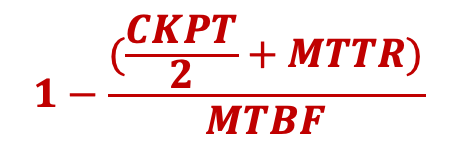 1 − (CKPT/2 + MTTR)
MTBF